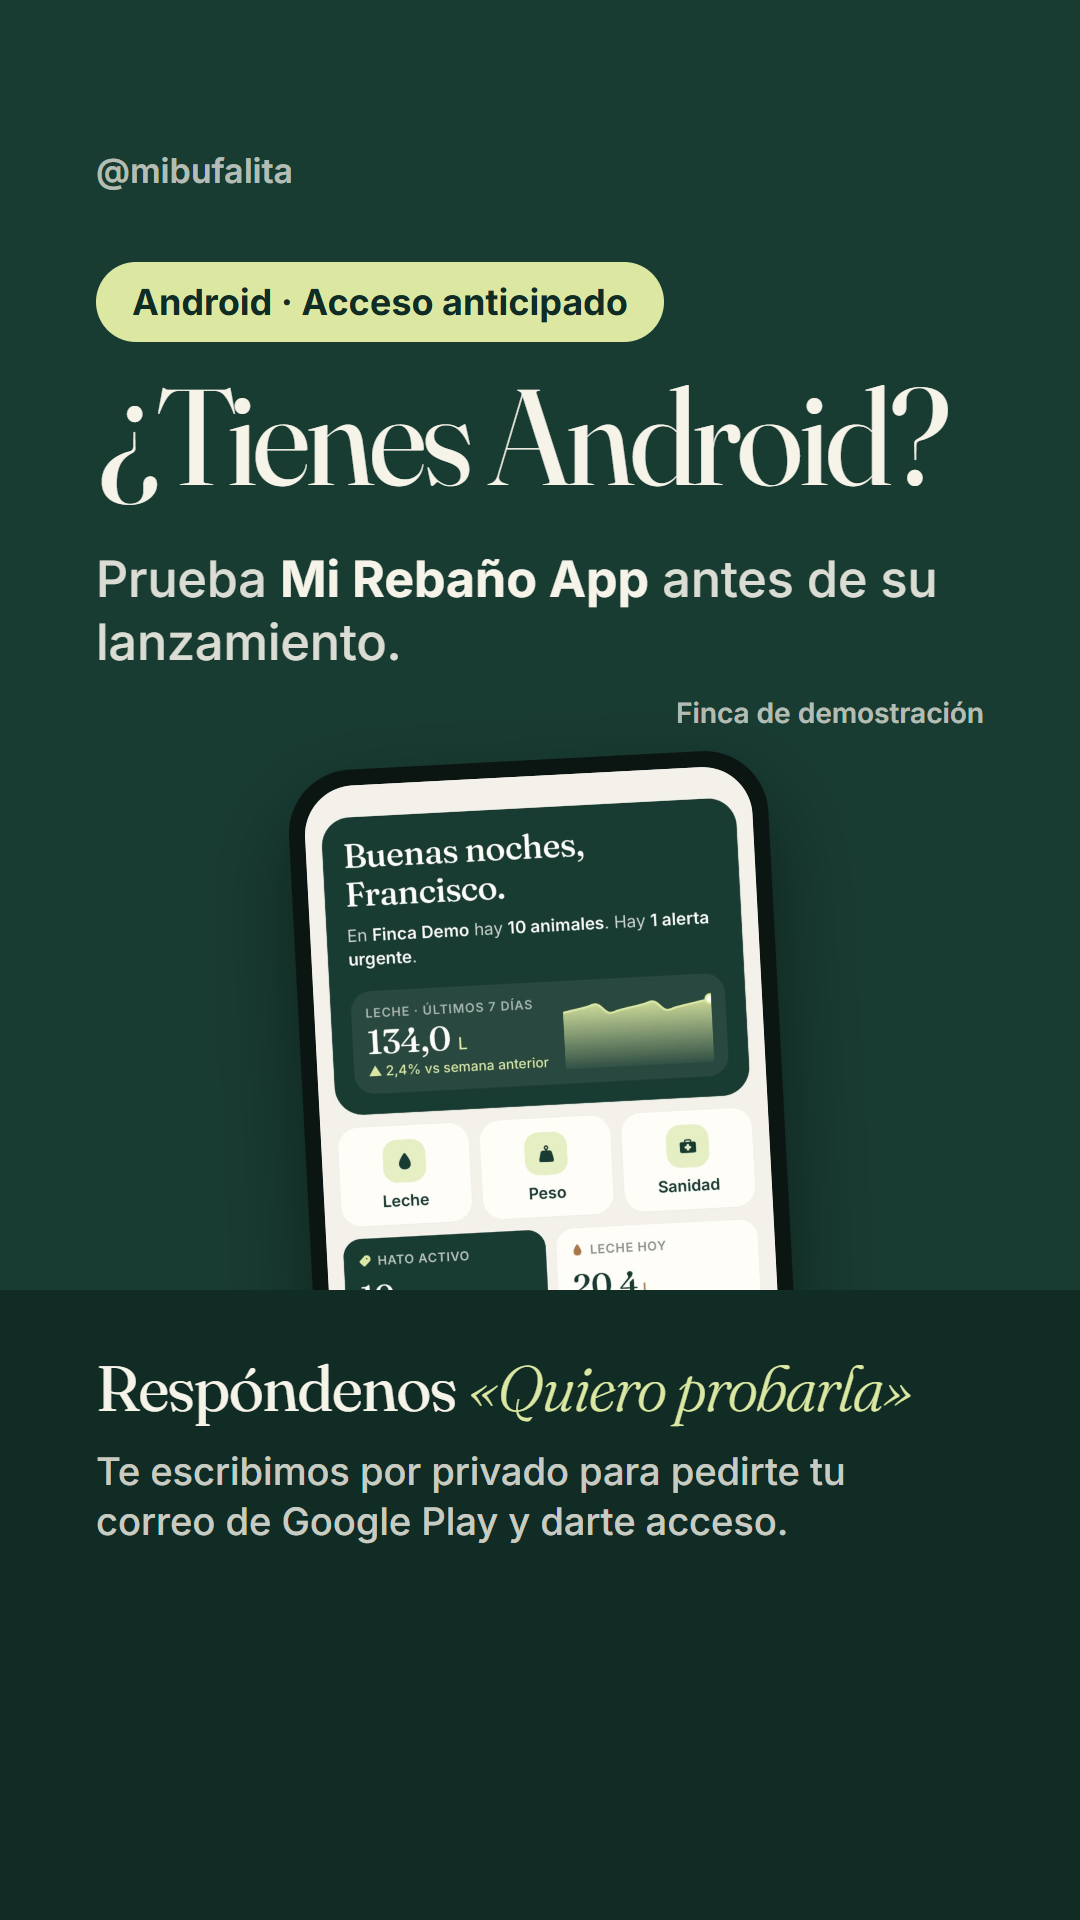 @mibufalita
Android · Acceso anticipado
¿Tienes Android?
Prueba Mi Rebaño App antes de su
lanzamiento.
Finca de demostración
Buenas noches,
Francisco.
En Finca Demo hay 10 animales. Hay 1 alerta
urgente.
LECHE · ÚLTIMOS 7 DÍAS
134,0 L
▲ 2,4% vs semana anterior
Leche
Peso
Sanidad
HATO ACTIVO
LECHE HOY
10
20,4 L
Respóndenos «Quiero probarla»
Te escribimos por privado para pedirte tu
correo de Google Play y darte acceso.